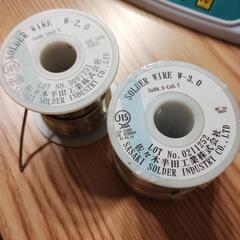 SOLDER WIRE W-2.0
LOT No.
佐々木半田工業株式会社
SASAKI SOLDER INDUSTRY CO.,LTD.
SOLDER WIRE W-3.0
JIS
LOT No. 0211252
佐々木半田工業株式会社
SASAKI SOLDER INDUSTRY CO.,LTD.